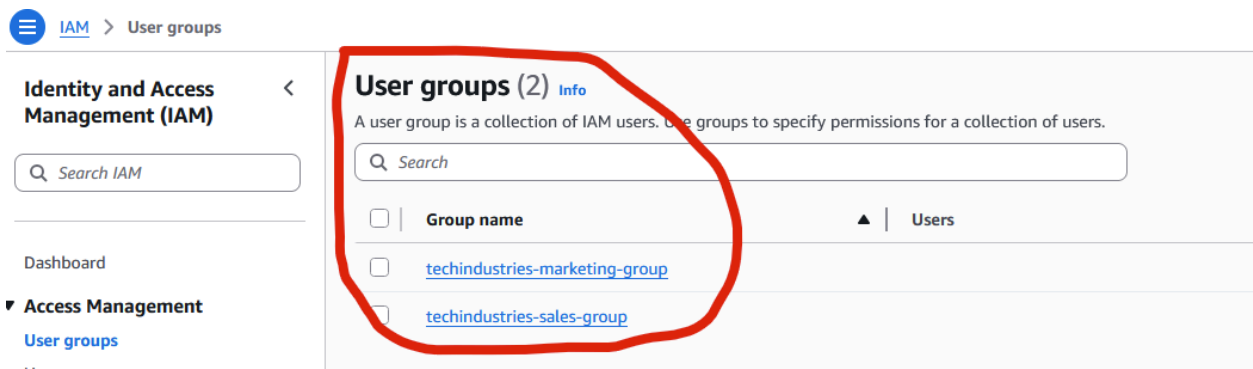 IAM > User groups
Identity and Access
Management (IAM)
Search IAM
Dashboard
Access Management
User groups
User groups (2) Info
A user group is a collection of IAM users. Use groups to specify permissions for a collection of users.
Search
Group name Users
techindustries-marketing-group
techindustries-sales-group